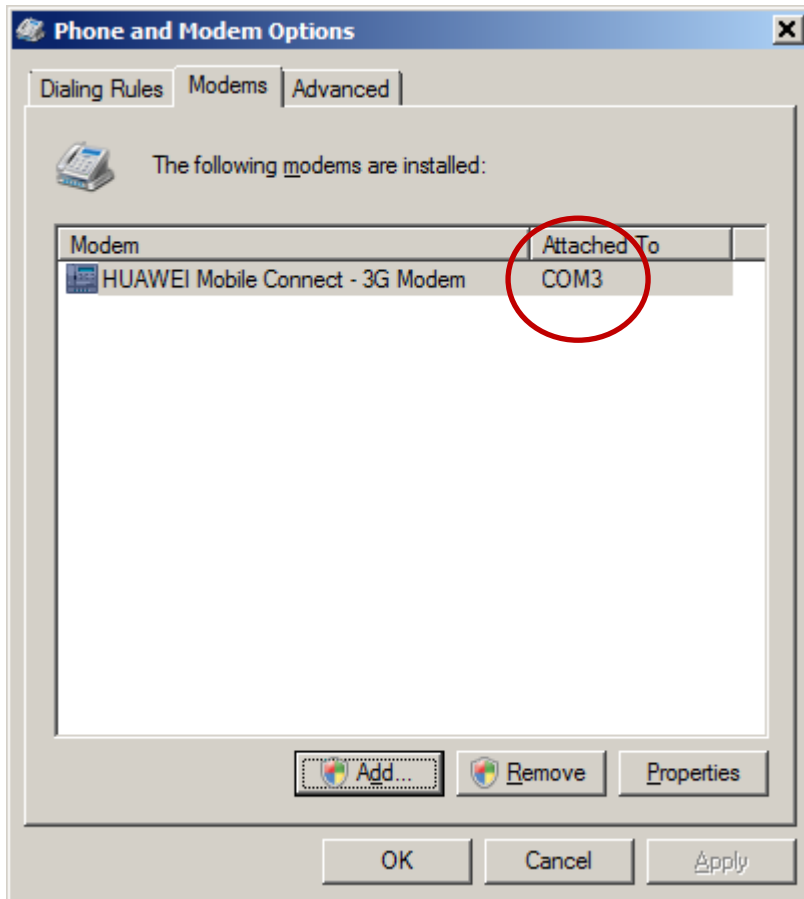 Phone and Modem Options
Dialing Rules Modems Advanced
The following modems are installed:
Modem Attached To
HUAWEI Mobile Connect - 3G Modem COM3
Add... Remove Properties
OK Cancel Apply